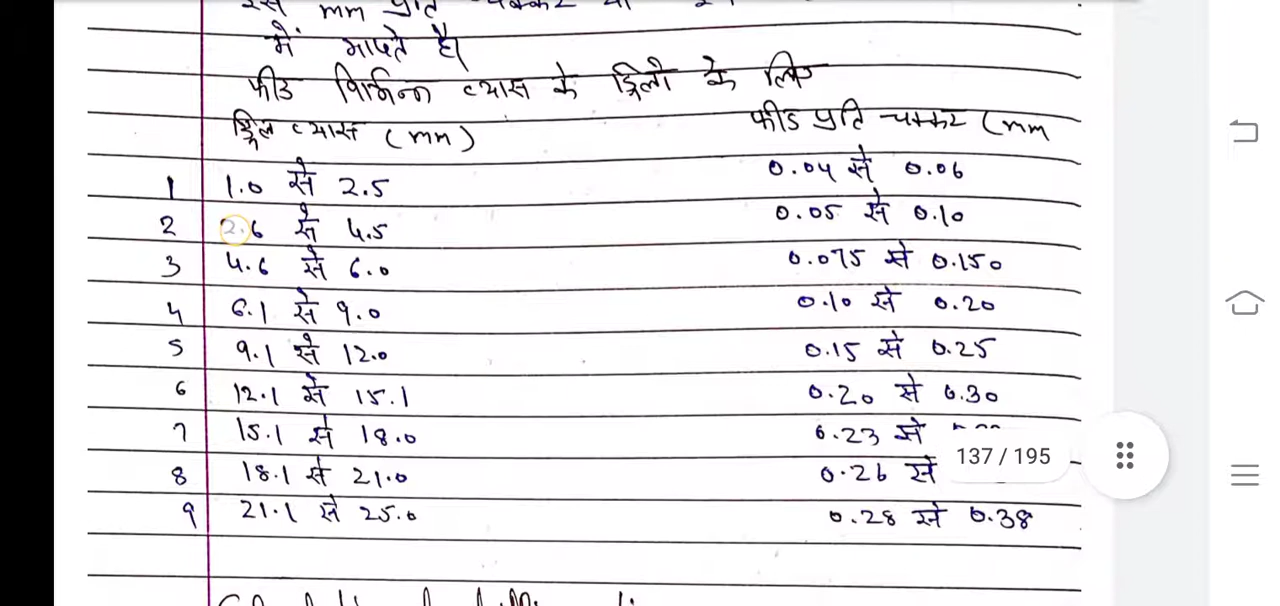 mm प्रति चक्कर
में मापते है।
फीड विभिन्न व्यास के ड्रिलो के लिए
ड्रिल व्यास (mm) फीड प्रति चक्कर (mm
1 1.0 से 2.5 0.04 से 0.06
2 2.6 से 4.5 0.05 से 0.10
3 4.6 से 6.0 0.075 से 0.150
4 6.1 से 9.0 0.10 से 0.20
5 9.1 से 12.0 0.15 से 0.25
6 12.1 से 15.1 0.20 से 0.30
7 15.1 से 18.0 0.23 से
8 18.1 से 21.0 0.26 से
9 21.1 से 25.0 0.28 से 0.38
137 / 195